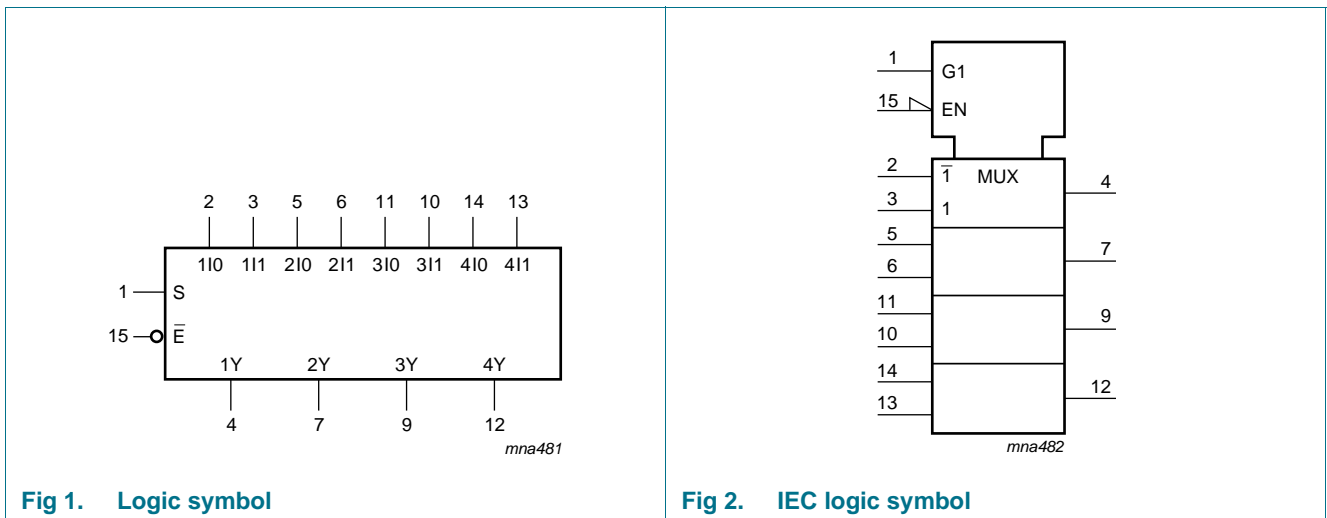 2 3 5 6 11 10 14 13
1I0 1I1 2I0 2I1 3I0 3I1 4I0 4I1
1 S
15 E̅
1Y 2Y 3Y 4Y
4 7 9 12
mna481
Fig 1. Logic symbol
1 G1
15 EN
2 1̅ MUX 4
3 1
5
6 7
11
10 9
14
13 12
mna482
Fig 2. IEC logic symbol